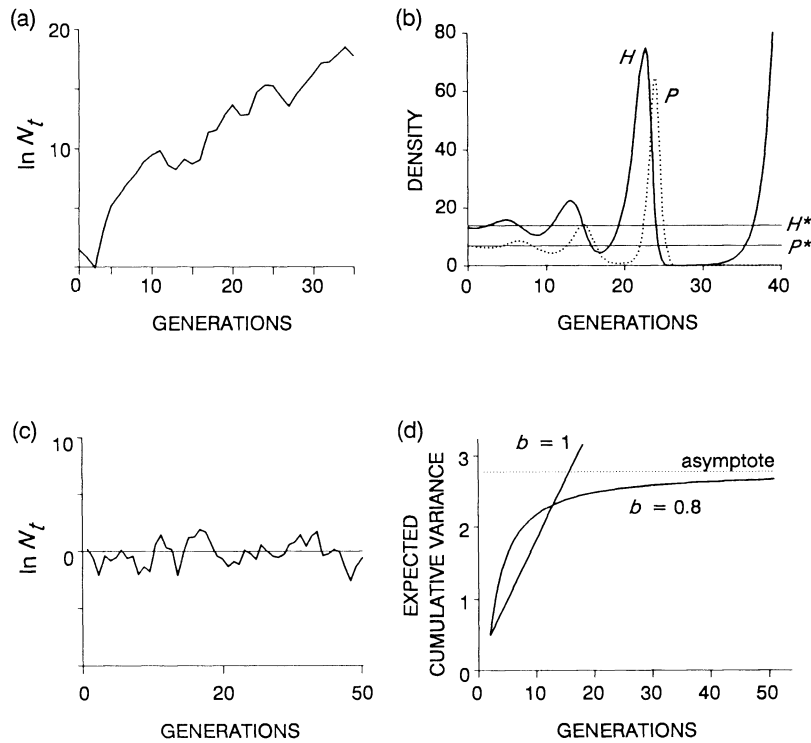 (a)
20
10
0
ln N_t
0
10
20
30
GENERATIONS
(b)
80
60
40
20
0
DENSITY
H
P
H*
P*
0
10
20
30
40
GENERATIONS
(c)
10
0
ln N_t
0
20
50
GENERATIONS
(d)
3
2
1
0
EXPECTED
CUMULATIVE VARIANCE
b = 1
asymptote
b = 0.8
0
10
20
30
40
50
GENERATIONS